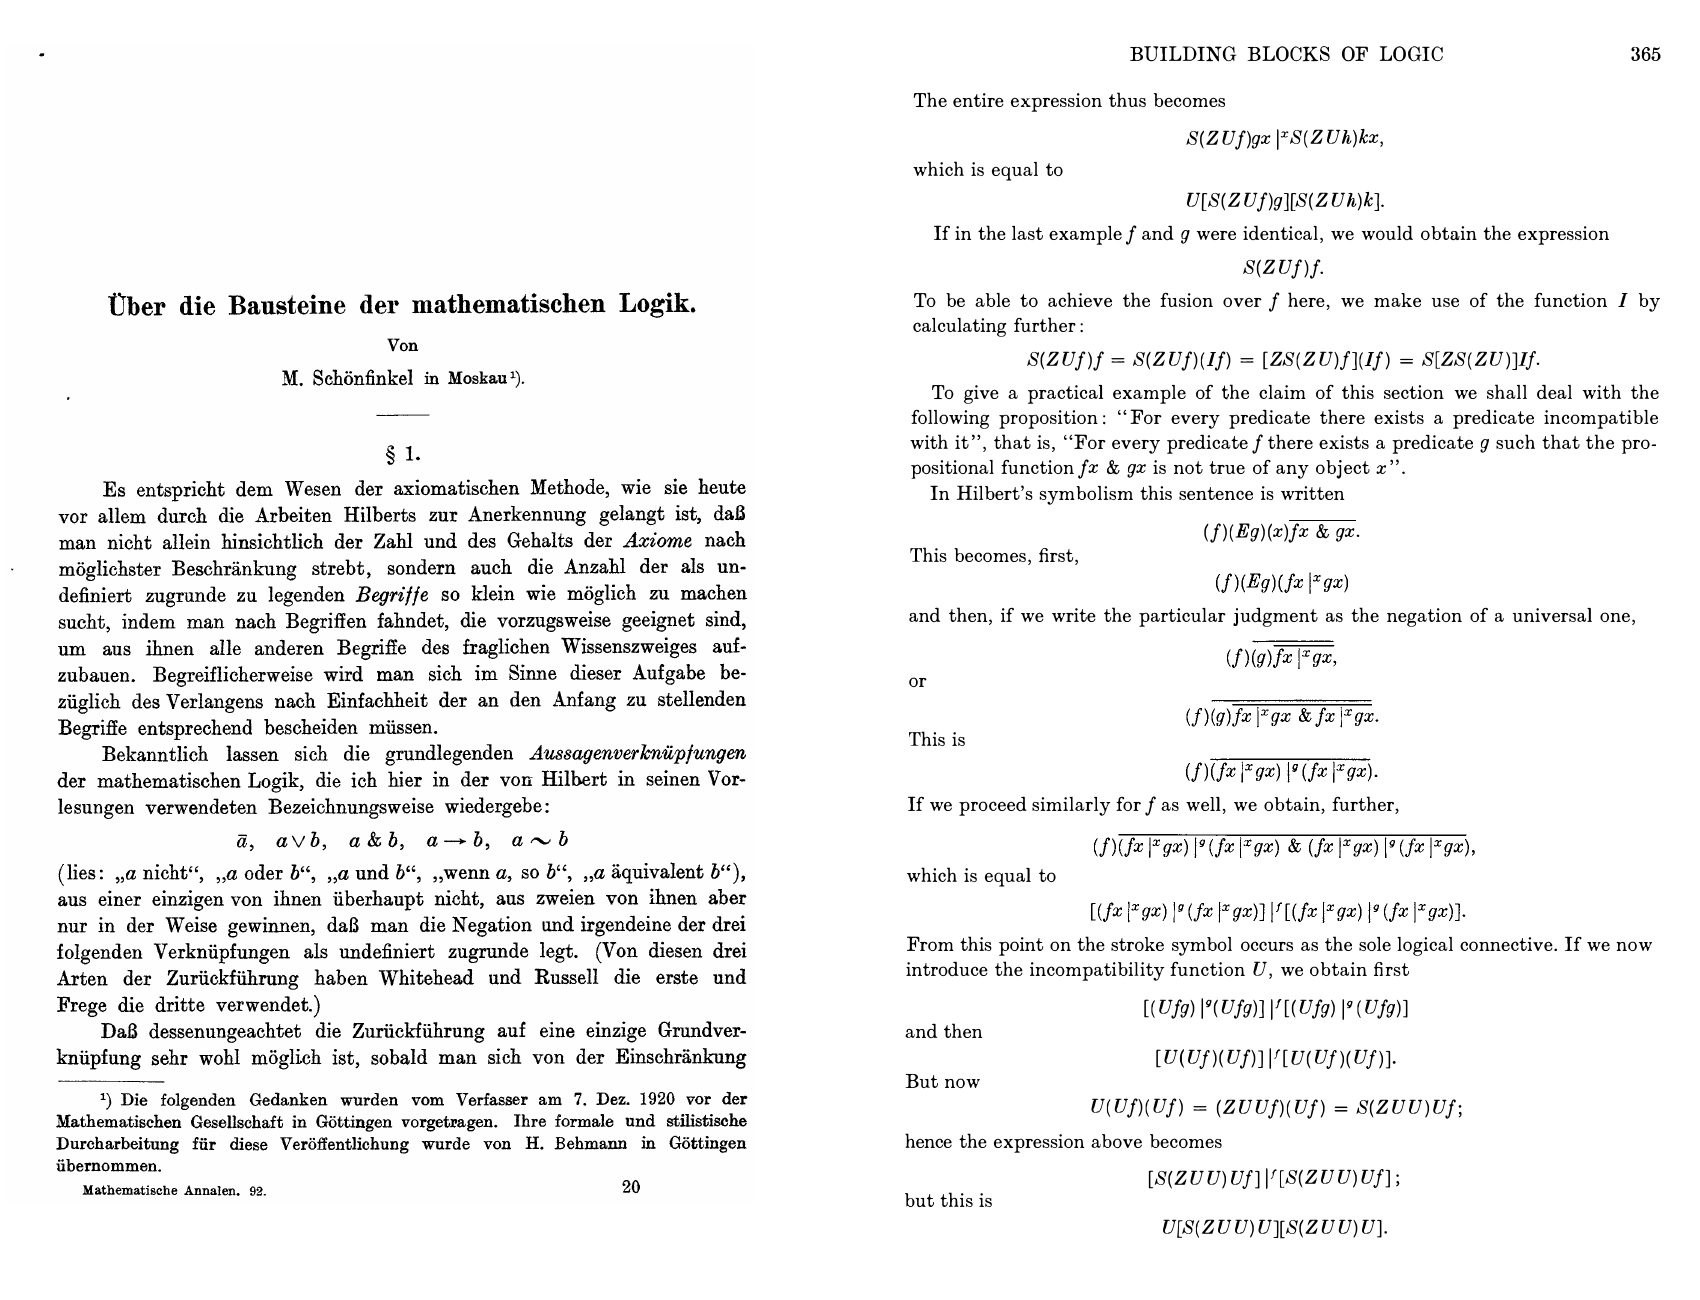 Über die Bausteine der mathematischen Logik.
Von
M. Schönfinkel in Moskau¹).
§ 1.
Es entspricht dem Wesen der axiomatischen Methode, wie sie heute
vor allem durch die Arbeiten Hilberts zur Anerkennung gelangt ist, daß
man nicht allein hinsichtlich der Zahl und des Gehalts der Axiome nach
möglichster Beschränkung strebt, sondern auch die Anzahl der als un-
definiert zugrunde zu legenden Begriffe so klein wie möglich zu machen
sucht, indem man nach Begriffen fahndet, die vorzugsweise geeignet sind,
um aus ihnen alle anderen Begriffe des fraglichen Wissenszweiges auf-
zubauen. Begreiflicherweise wird man sich im Sinne dieser Aufgabe be-
züglich des Verlangens nach Einfachheit der an den Anfang zu stellenden
Begriffe entsprechend bescheiden müssen.
Bekanntlich lassen sich die grundlegenden Aussagenverknüpfungen
der mathematischen Logik, die ich hier in der von Hilbert in seinen Vor-
lesungen verwendeten Bezeichnungsweise wiedergebe:
a̅, a ∨ b, a & b, a → b, a ∼ b
(lies: „a nicht“, „a oder b“, „a und b“, „wenn a, so b“, „a äquivalent b“),
aus einer einzigen von ihnen überhaupt nicht, aus zweien von ihnen aber
nur in der Weise gewinnen, daß man die Negation und irgendeine der drei
folgenden Verknüpfungen als undefiniert zugrunde legt. (Von diesen drei
Arten der Zurückführung haben Whitehead und Russell die erste und
Frege die dritte verwendet.)
Daß dessenungeachtet die Zurückführung auf eine einzige Grundver-
knüpfung sehr wohl möglich ist, sobald man sich von der Einschränkung
¹) Die folgenden Gedanken wurden vom Verfasser am 7. Dez. 1920 vor der
Mathematischen Gesellschaft in Göttingen vorgetragen. Ihre formale und stilistische
Durcharbeitung für diese Veröffentlichung wurde von H. Behmann in Göttingen
übernommen.
Mathematische Annalen. 92. 20
BUILDING BLOCKS OF LOGIC 365
The entire expression thus becomes
S(ZUf)gx |ˣ S(ZUh)kx,
which is equal to
U[S(ZUf)g][S(ZUh)k].
If in the last example f and g were identical, we would obtain the expression
S(ZUf)f.
To be able to achieve the fusion over f here, we make use of the function I by
calculating further:
S(ZUf)f = S(ZUf)(If) = [ZS(ZU)f](If) = S[ZS(ZU)]If.
To give a practical example of the claim of this section we shall deal with the
following proposition: “For every predicate there exists a predicate incompatible
with it”, that is, “For every predicate f there exists a predicate g such that the pro-
positional function fx & gx is not true of any object x”.
In Hilbert’s symbolism this sentence is written
(f)(Eg)(x)f̅x̅ ̅&̅ ̅g̅x̅.
This becomes, first,
(f)(Eg)(fx |ˣ gx)
and then, if we write the particular judgment as the negation of a universal one,
(f)(g)fx |ˣ gx,
or
(f)(g)fx |ˣ gx & fx |ˣ gx.
This is
(f)(fx |ˣ gx) |ᵍ (fx |ˣ gx).
If we proceed similarly for f as well, we obtain, further,
(f)(fx |ˣ gx) |ᵍ (fx |ˣ gx) & (fx |ˣ gx) |ᵍ (fx |ˣ gx),
which is equal to
[(fx |ˣ gx) |ᵍ (fx |ˣ gx)] |ᶠ [(fx |ˣ gx) |ᵍ (fx |ˣ gx)].
From this point on the stroke symbol occurs as the sole logical connective. If we now
introduce the incompatibility function U, we obtain first
[(Ufg) |ᵍ (Ufg)] |ᶠ [(Ufg) |ᵍ (Ufg)]
and then
[U(Uf)(Uf)] |ᶠ [U(Uf)(Uf)].
But now
U(Uf)(Uf) = (ZUUf)(Uf) = S(ZUU)Uf;
hence the expression above becomes
[S(ZUU)Uf] |ᶠ [S(ZUU)Uf];
but this is
U[S(ZUU)U][S(ZUU)U].